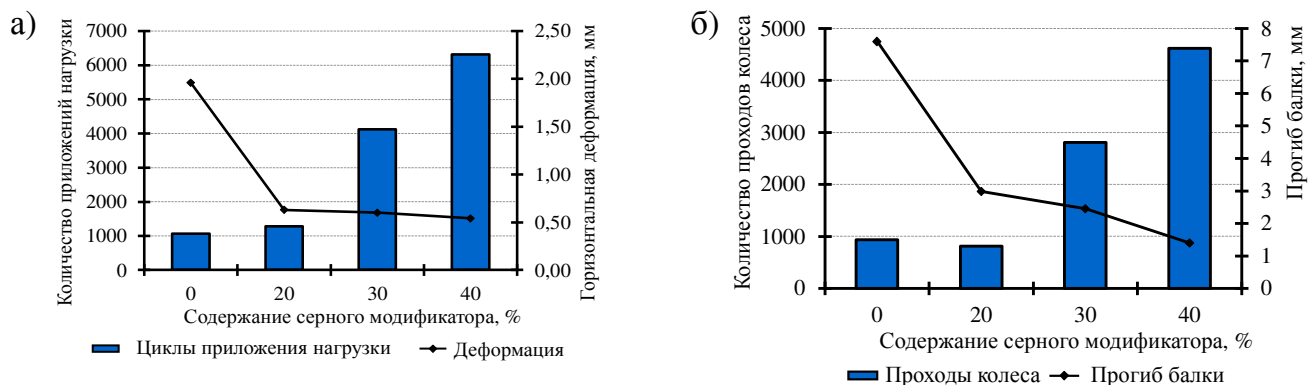 а)
Количество приложений нагрузки
7000
6000
5000
4000
3000
2000
1000
0
2,50
2,00
1,50
1,00
0,50
0,00
Горизонтальная деформация, мм
0 20 30 40
Содержание серного модификатора, %
Циклы приложения нагрузки Деформация
б)
Количество проходов колеса
5000
4000
3000
2000
1000
0
8
7
6
5
4
3
2
1
0
Прогиб балки, мм
0 20 30 40
Содержание серного модификатора, %
Проходы колеса Прогиб балки